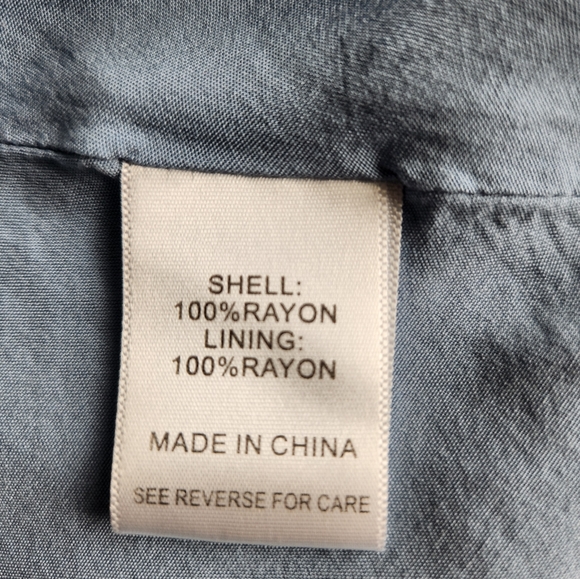 SHELL:
100%RAYON
LINING:
100%RAYON
MADE IN CHINA
SEE REVERSE FOR CARE